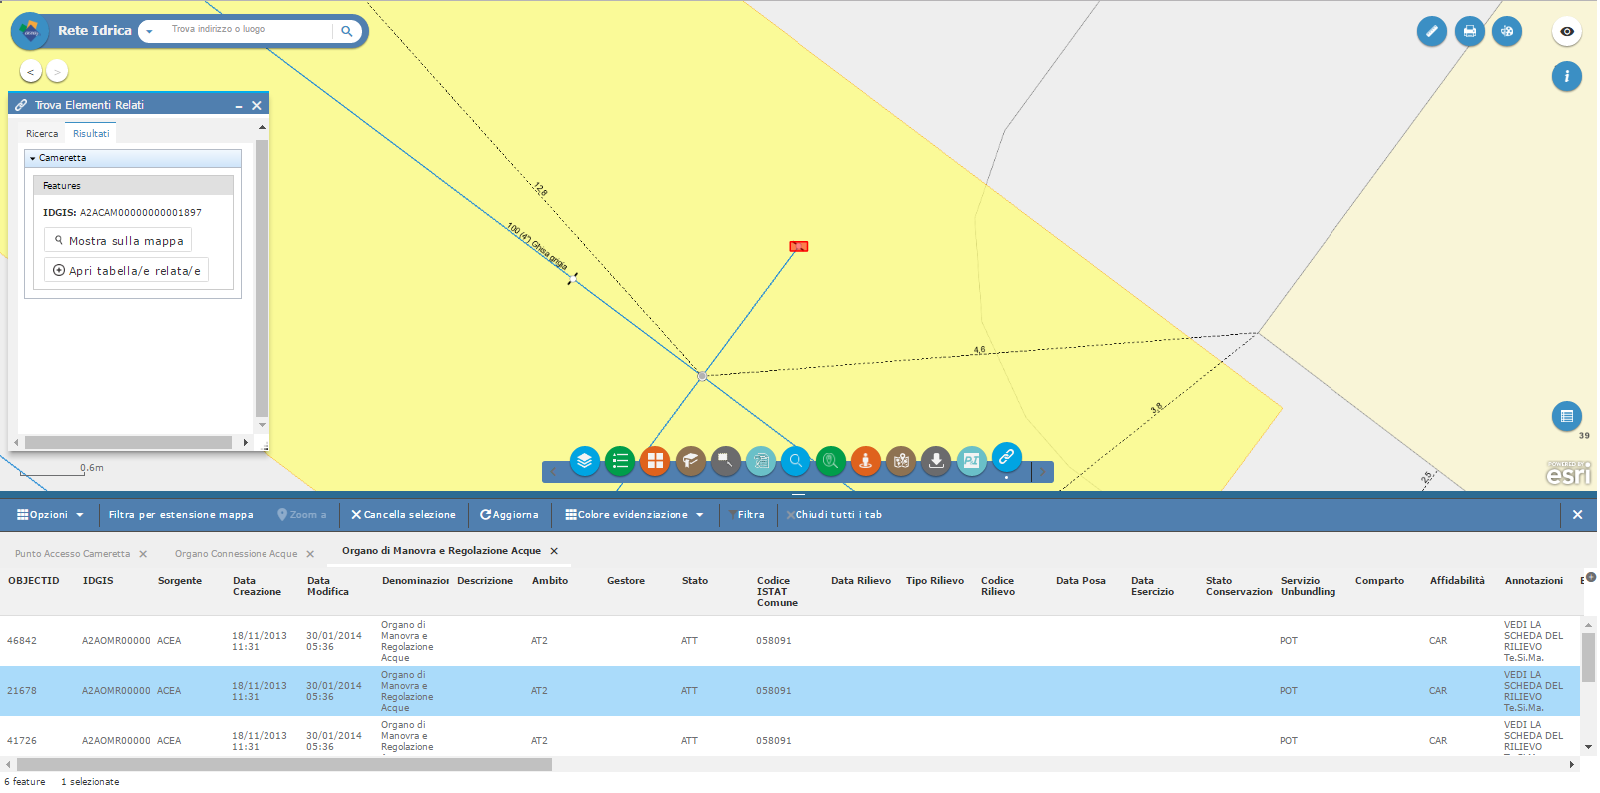 Rete Idrica
Trova indirizzo o luogo
<
>
Trova Elementi Relati
Ricerca
Risultati
Cameretta
Features
IDGIS: A2ACAM00000000001897
Mostra sulla mappa
Apri tabella/e relata/e
12,8
100 (4") Ghisa grigia
4,6
3,8
2,5
0.6m
39
POWERED BY
esri
Opzioni
Filtra per estensione mappa
Zoom a
Cancella selezione
Aggiorna
Colore evidenziazione
Filtra
Chiudi tutti i tab
Punto Accesso Cameretta
Organo Connessione Acque
Organo di Manovra e Regolazione Acque
OBJECTID IDGIS Sorgente Data Creazione Data Modifica Denominazion Descrizione Ambito Gestore Stato Codice ISTAT Comune Data Rilievo Tipo Rilievo Codice Rilievo Data Posa Data Esercizio Stato Conservazion Servizio Unbundling Comparto Affidabilità Annotazioni
46842 A2AOMR00000 ACEA 18/11/2013 11:31 30/01/2014 05:36 Organo di Manovra e Regolazione Acque AT2 ATT 058091 POT CAR VEDI LA SCHEDA DEL RILIEVO Te.Si.Ma.
21678 A2AOMR00000 ACEA 18/11/2013 11:31 30/01/2014 05:36 Organo di Manovra e Regolazione Acque AT2 ATT 058091 POT CAR VEDI LA SCHEDA DEL RILIEVO Te.Si.Ma.
41726 A2AOMR00000 ACEA 18/11/2013 11:31 30/01/2014 05:36 Organo di Manovra e Regolazione AT2 ATT 058091 POT CAR VEDI LA SCHEDA DEL RILIEVO
6 feature 1 selezionate